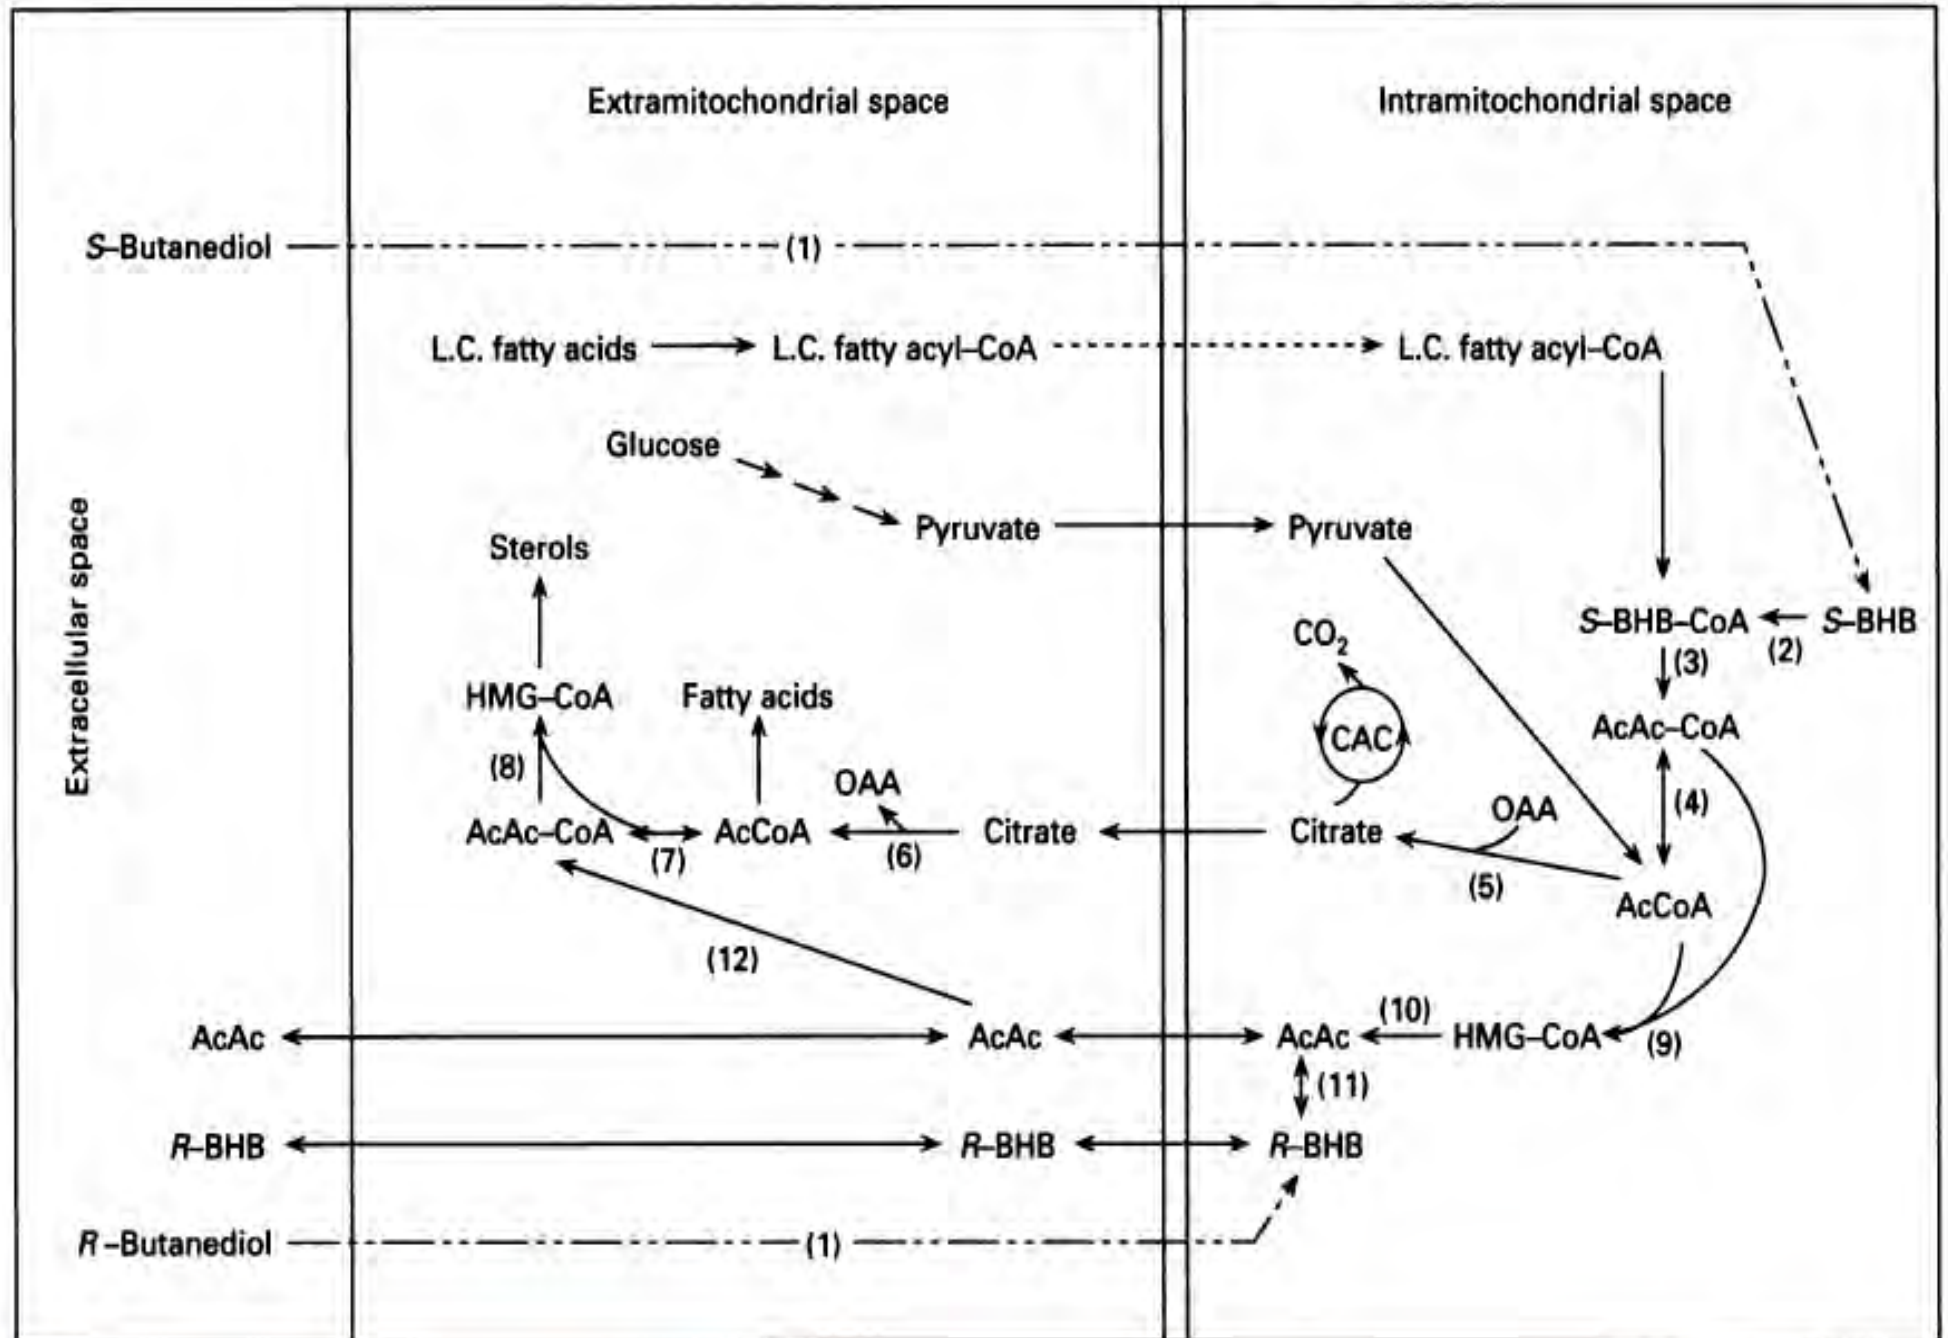 Extramitochondrial space
Intramitochondrial space
Extracellular space
S–Butanediol
(1)
L.C. fatty acids
L.C. fatty acyl–CoA
L.C. fatty acyl–CoA
Glucose
Pyruvate
Pyruvate
Sterols
S–BHB–CoA
S–BHB
CO2
(3)
(2)
HMG–CoA
Fatty acids
AcAc–CoA
CAC
(8)
OAA
OAA
(4)
AcAc–CoA
AcCoA
Citrate
Citrate
(7)
(6)
(5)
AcCoA
(12)
(10)
AcAc
AcAc
AcAc
HMG–CoA
(9)
(11)
R–BHB
R–BHB
R–BHB
R–Butanediol
(1)